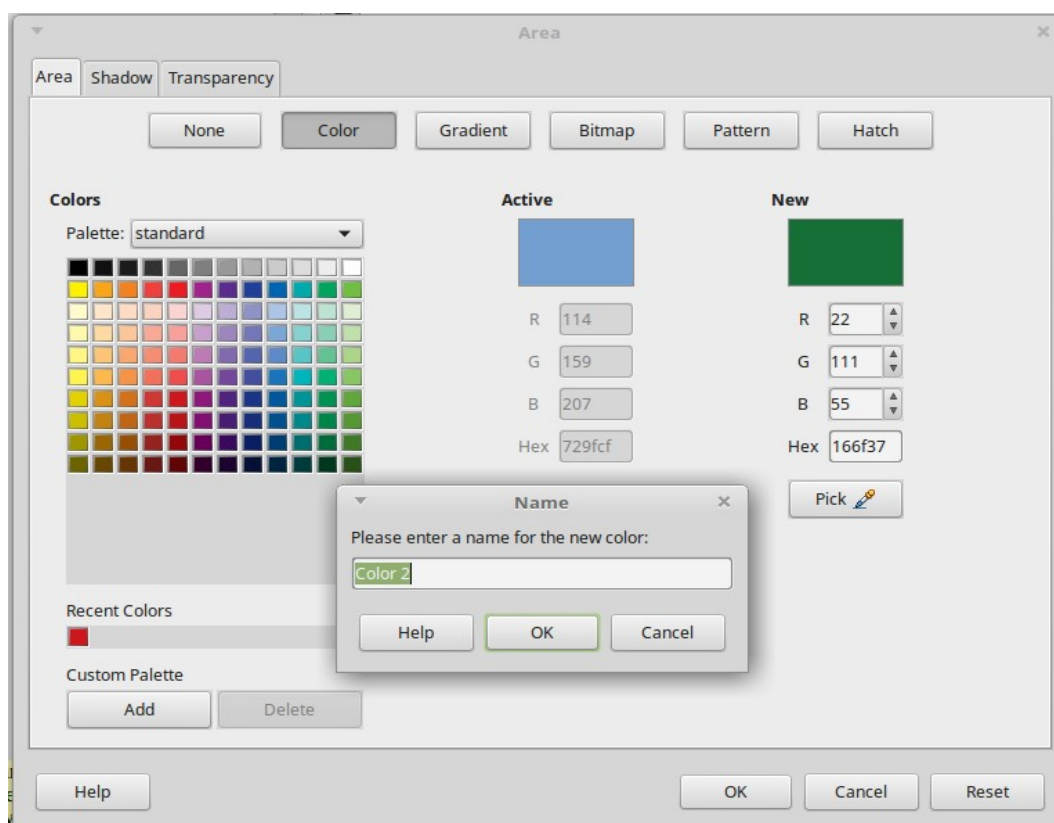 Area
Area Shadow Transparency
None Color Gradient Bitmap Pattern Hatch
Colors Active New
Palette: standard
R 114 R 22
G 159 G 111
B 207 B 55
Hex 729fcf Hex 166f37
Pick
Name
Please enter a name for the new color:
Color 2
Help OK Cancel
Recent Colors
Custom Palette
Add Delete
Help OK Cancel Reset